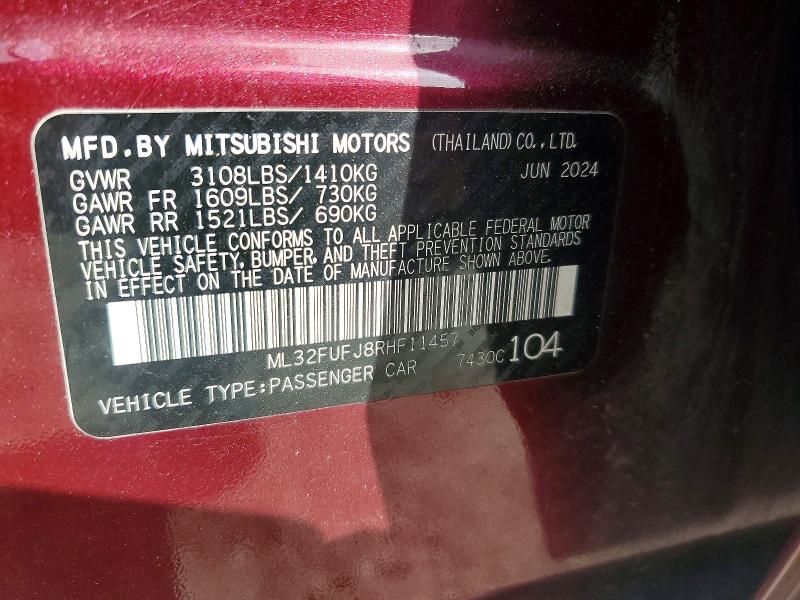 MFD.BY MITSUBISHI MOTORS (THAILAND) CO.,LTD.
GVWR 3108LBS/1410KG JUN 2024
GAWR FR 1609LBS/ 730KG
GAWR RR 1521LBS/ 690KG
THIS VEHICLE CONFORMS TO ALL APPLICABLE FEDERAL MOTOR
VEHICLE SAFETY, BUMPER, AND THEFT PREVENTION STANDARDS
IN EFFECT ON THE DATE OF MANUFACTURE SHOWN ABOVE.
ML32FUFJ8RHF11457
VEHICLE TYPE:PASSENGER CAR 7430C 104